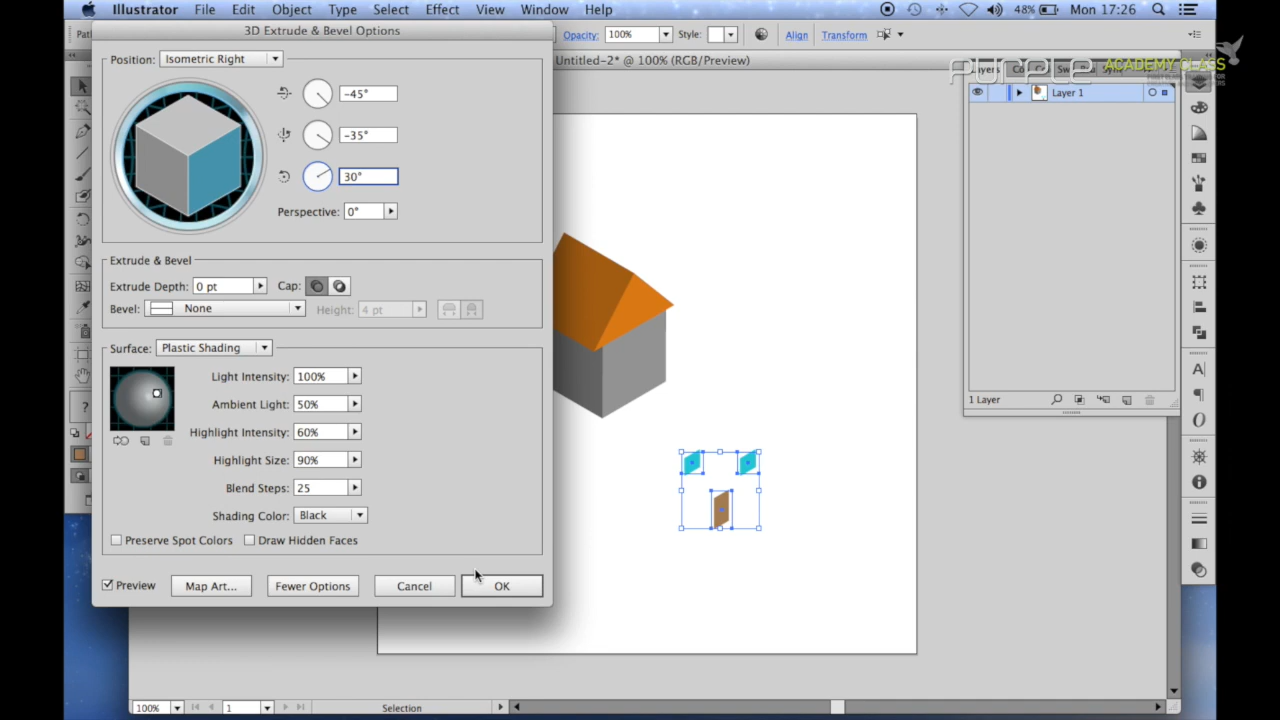 Illustrator File Edit Object Type Select Effect View Window Help 48% Mon 17:26
Opacity: 100% Style: Align Transform
3D Extrude & Bevel Options
Untitled-2* @ 100% (RGB/Preview)
purple ACADEMY CLASS
Layers
Layer 1
1 Layer
Position: Isometric Right
-45°
-35°
30°
Perspective: 0°
Extrude & Bevel
Extrude Depth: 0 pt Cap:
Bevel: None Height: 4 pt
Surface: Plastic Shading
Light Intensity: 100%
Ambient Light: 50%
Highlight Intensity: 60%
Highlight Size: 90%
Blend Steps: 25
Shading Color: Black
Preserve Spot Colors Draw Hidden Faces
Preview Map Art... Fewer Options Cancel OK
100% 1 Selection